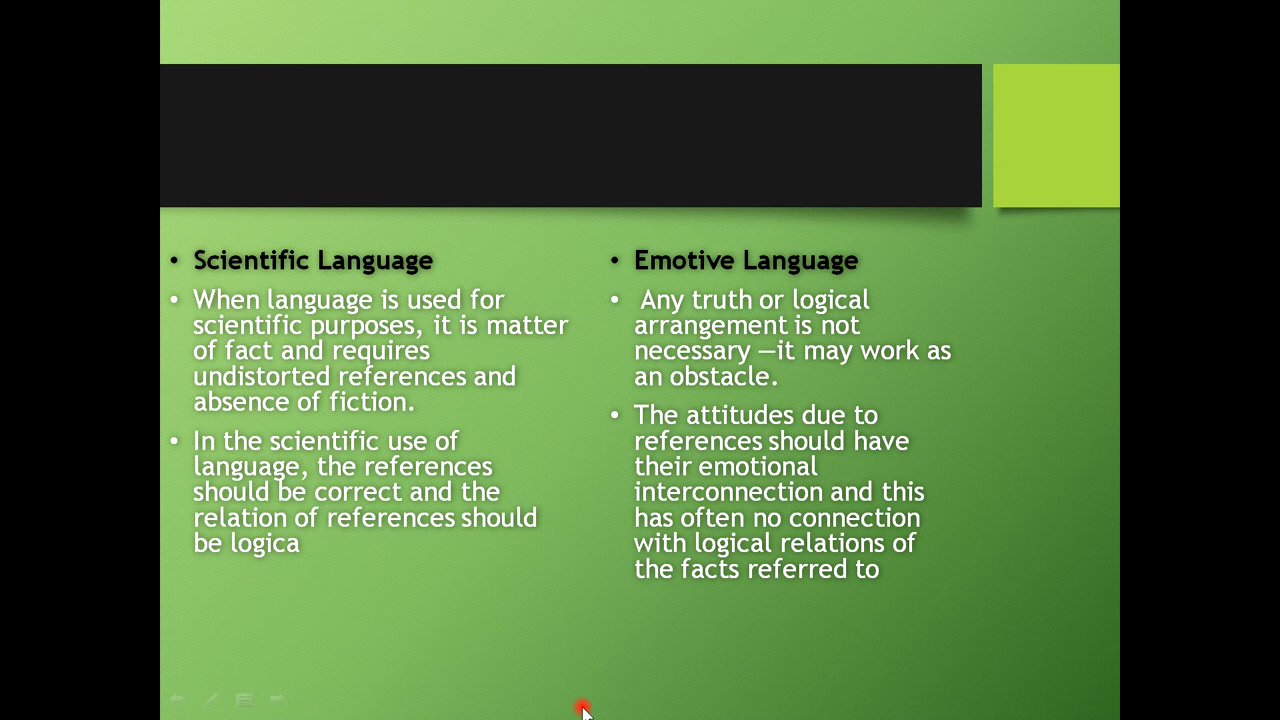 • Scientific Language
• When language is used for
scientific purposes, it is matter
of fact and requires
undistorted references and
absence of fiction.
• In the scientific use of
language, the references
should be correct and the
relation of references should
be logica
• Emotive Language
• Any truth or logical
arrangement is not
necessary —it may work as
an obstacle.
• The attitudes due to
references should have
their emotional
interconnection and this
has often no connection
with logical relations of
the facts referred to